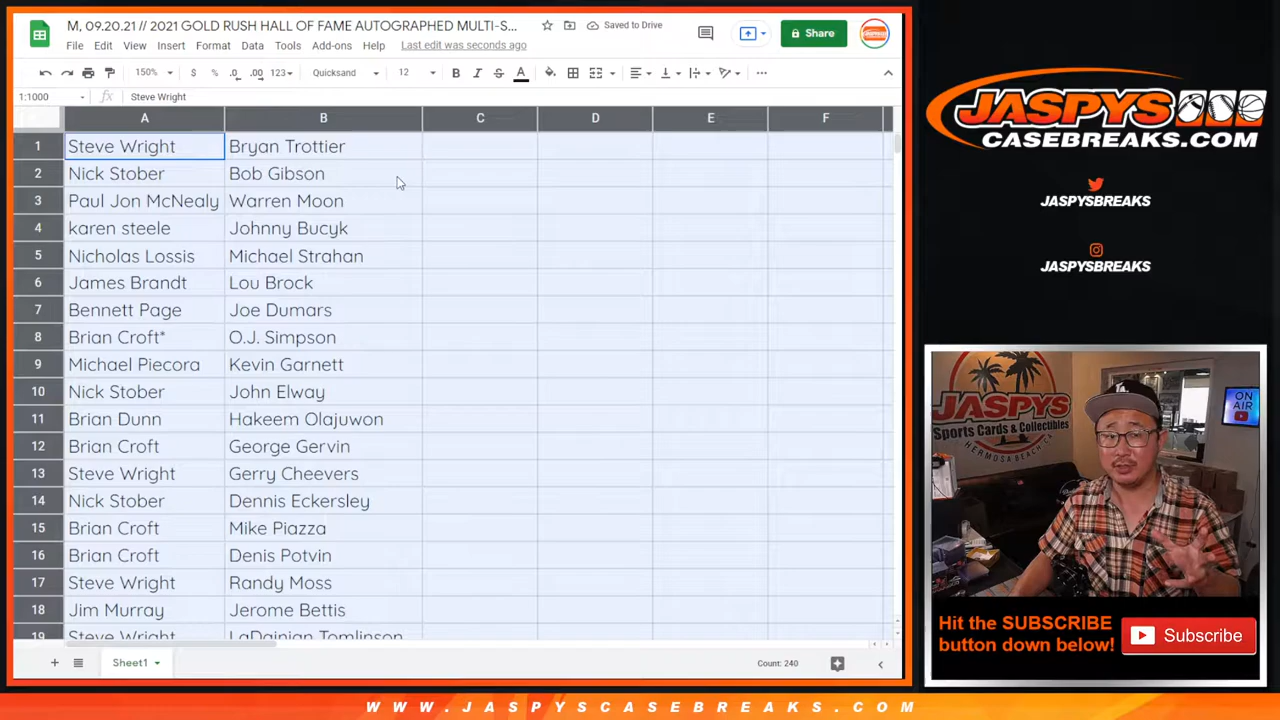 M, 09.20.21 // 2021 GOLD RUSH HALL OF FAME AUTOGRAPHED MULTI-S...
Saved to Drive
Share
File Edit View Insert Format Data Tools Add-ons Help Last edit was seconds ago
150% $ % .0 .00 123 Quicksand 12 B I S A
1:1000 fx Steve Wright
A B C D E F
1 Steve Wright Bryan Trottier
2 Nick Stober Bob Gibson
3 Paul Jon McNealy Warren Moon
4 karen steele Johnny Bucyk
5 Nicholas Lossis Michael Strahan
6 James Brandt Lou Brock
7 Bennett Page Joe Dumars
8 Brian Croft* O.J. Simpson
9 Michael Piecora Kevin Garnett
10 Nick Stober John Elway
11 Brian Dunn Hakeem Olajuwon
12 Brian Croft George Gervin
13 Steve Wright Gerry Cheevers
14 Nick Stober Dennis Eckersley
15 Brian Croft Mike Piazza
16 Brian Croft Denis Potvin
17 Steve Wright Randy Moss
18 Jim Murray Jerome Bettis
19 Steve Wright LaDainian Tomlinson
Sheet1
Count: 240
JASPYS
CASEBREAKS.COM
JASPYSBREAKS
JASPYSBREAKS
JASPYS
Sports Cards & Collectibles
HERMOSA BEACH
ON
AIR
Hit the SUBSCRIBE
button down below!
Subscribe
WWW.JASPYSCASEBREAKS.COM